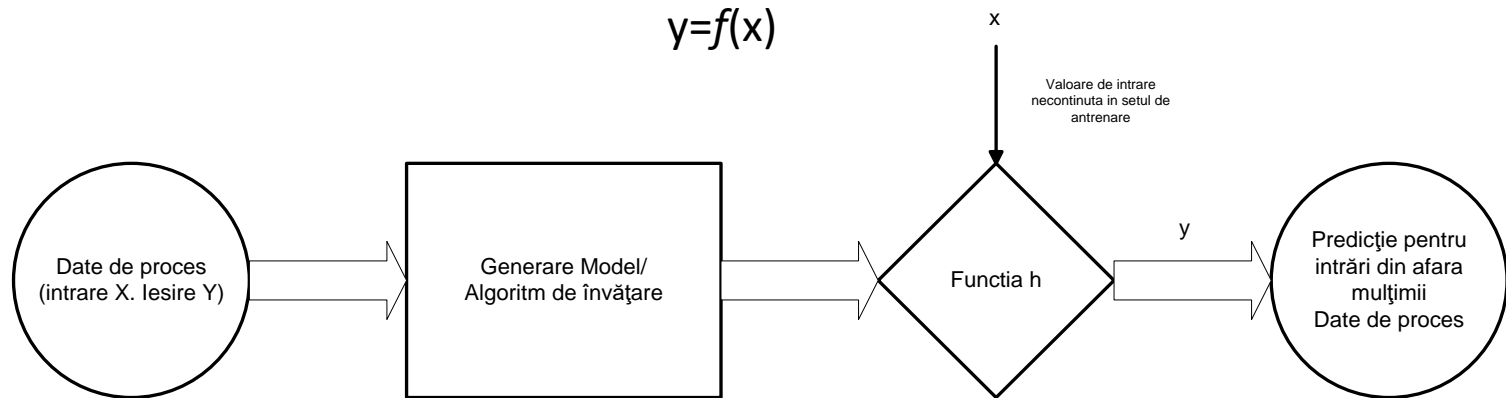 y=f(x)
x
Valoare de intrare
necontinuta in setul de
antrenare
Date de proces
(intrare X. Iesire Y)
Generare Model/
Algoritm de învăţare
Functia h
y
Predicţie pentru
intrări din afara
mulţimii
Date de proces